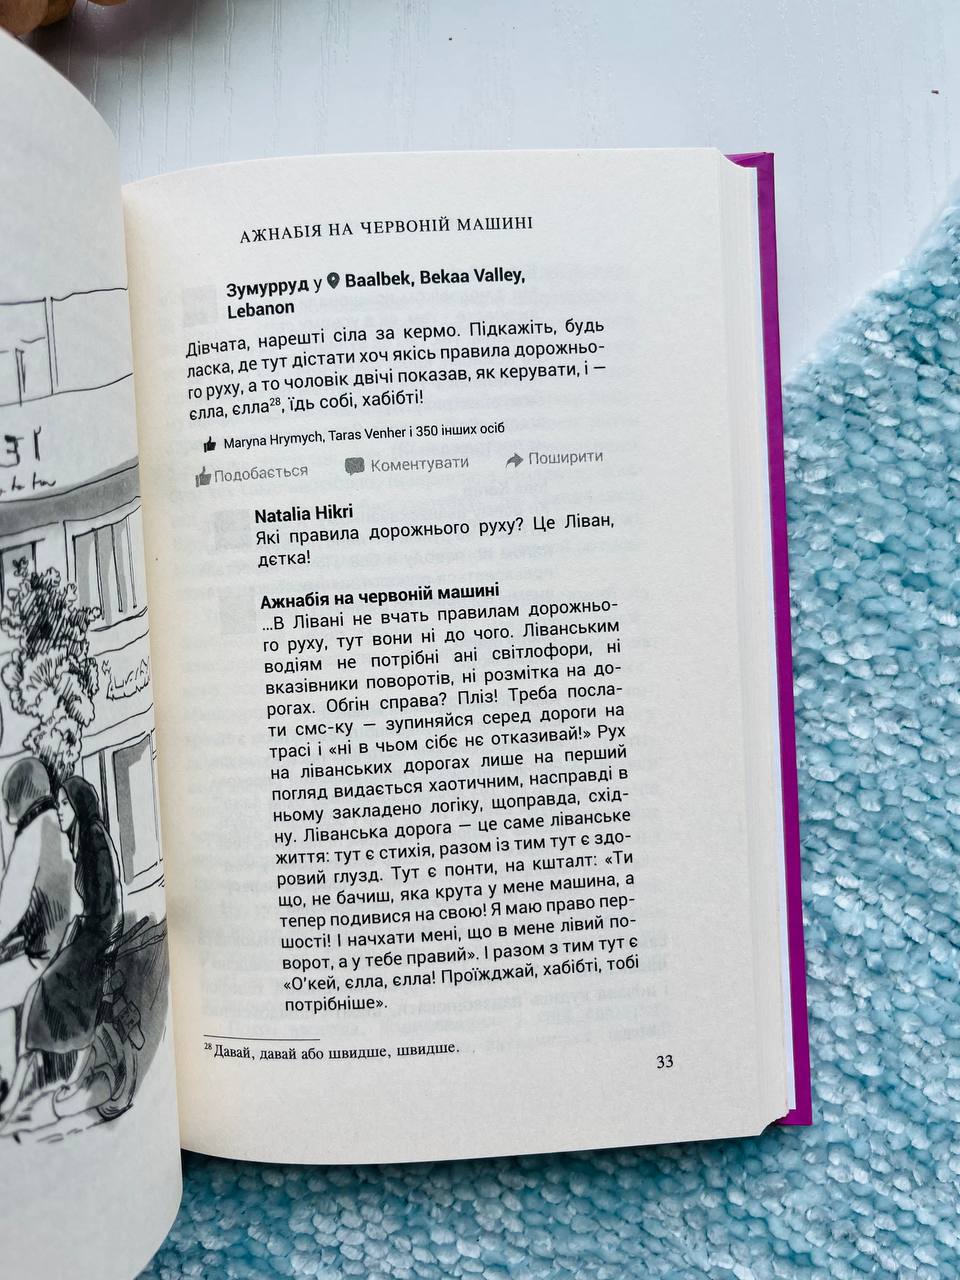 АЖНАБІЯ НА ЧЕРВОНІЙ МАШИНІ
Зумурруд у Baalbek, Bekaa Valley,
Lebanon
Дівчата, нарешті сіла за кермо. Підкажіть, будь
ласка, де тут дістати хоч якісь правила дорожньо-
го руху, а то чоловік двічі показав, як керувати, і —
єлла, єлла²⁸, їдь собі, хабібті!
Maryna Hrymych, Taras Venher і 350 інших осіб
Подобається Коментувати Поширити
Natalia Hikri
Які правила дорожнього руху? Це Ліван,
дєтка!
Ажнабія на червоній машині
...В Лівані не вчать правилам дорожньо-
го руху, тут вони ні до чого. Ліванським
водіям не потрібні ані світлофори, ні
вказівники поворотів, ні розмітка на до-
рогах. Обгін справа? Пліз! Треба посла-
ти смс-ку — зупиняйся серед дороги на
трасі і «ні в чьом сібє нє отказивай!» Рух
на ліванських дорогах лише на перший
погляд видається хаотичним, насправді в
ньому закладено логіку, щоправда, схід-
ну. Ліванська дорога — це саме ліванське
життя: тут є стихія, разом із тим тут є здо-
ровий глузд. Тут є понти, на кшталт: «Ти
що, не бачиш, яка крута у мене машина, а
тепер подивися на свою! Я маю право пер-
шості! І начхати мені, що в мене лівий по-
ворот, а у тебе правий». І разом з тим тут є
«О'кей, єлла, єлла! Проїжджай, хабібті, тобі
потрібніше».
²⁸ Давай, давай або швидше, швидше.
33